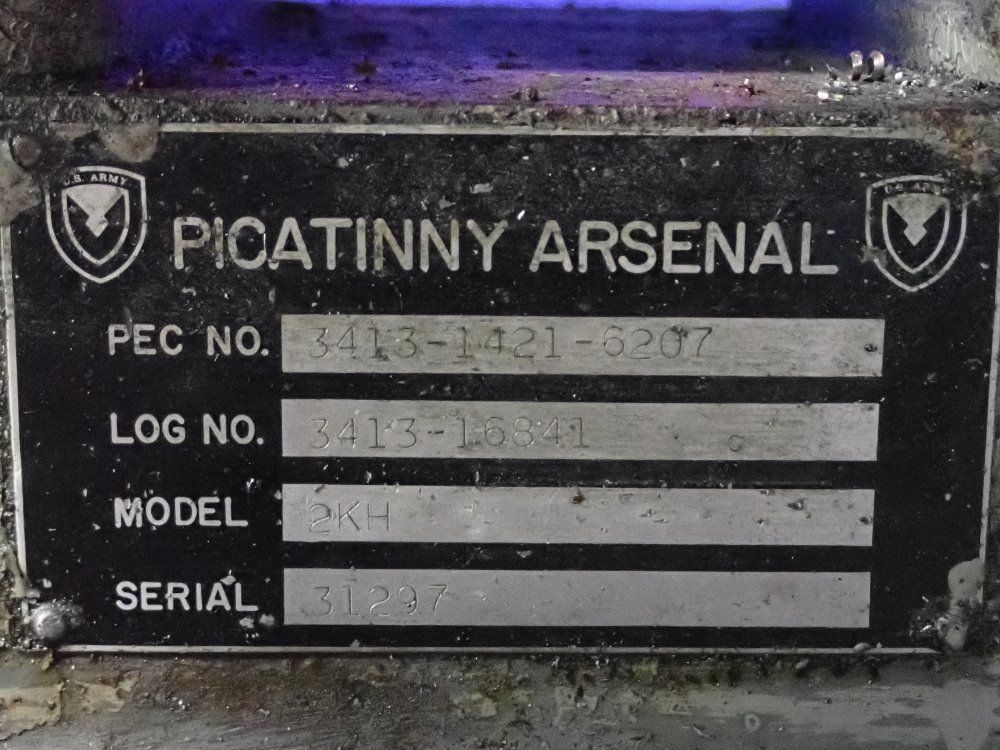 U.S. ARMY
PICATINNY ARSENAL
PEC NO. 3413-1421-6207
LOG NO. 3413-16841
MODEL 2KH
SERIAL 31297